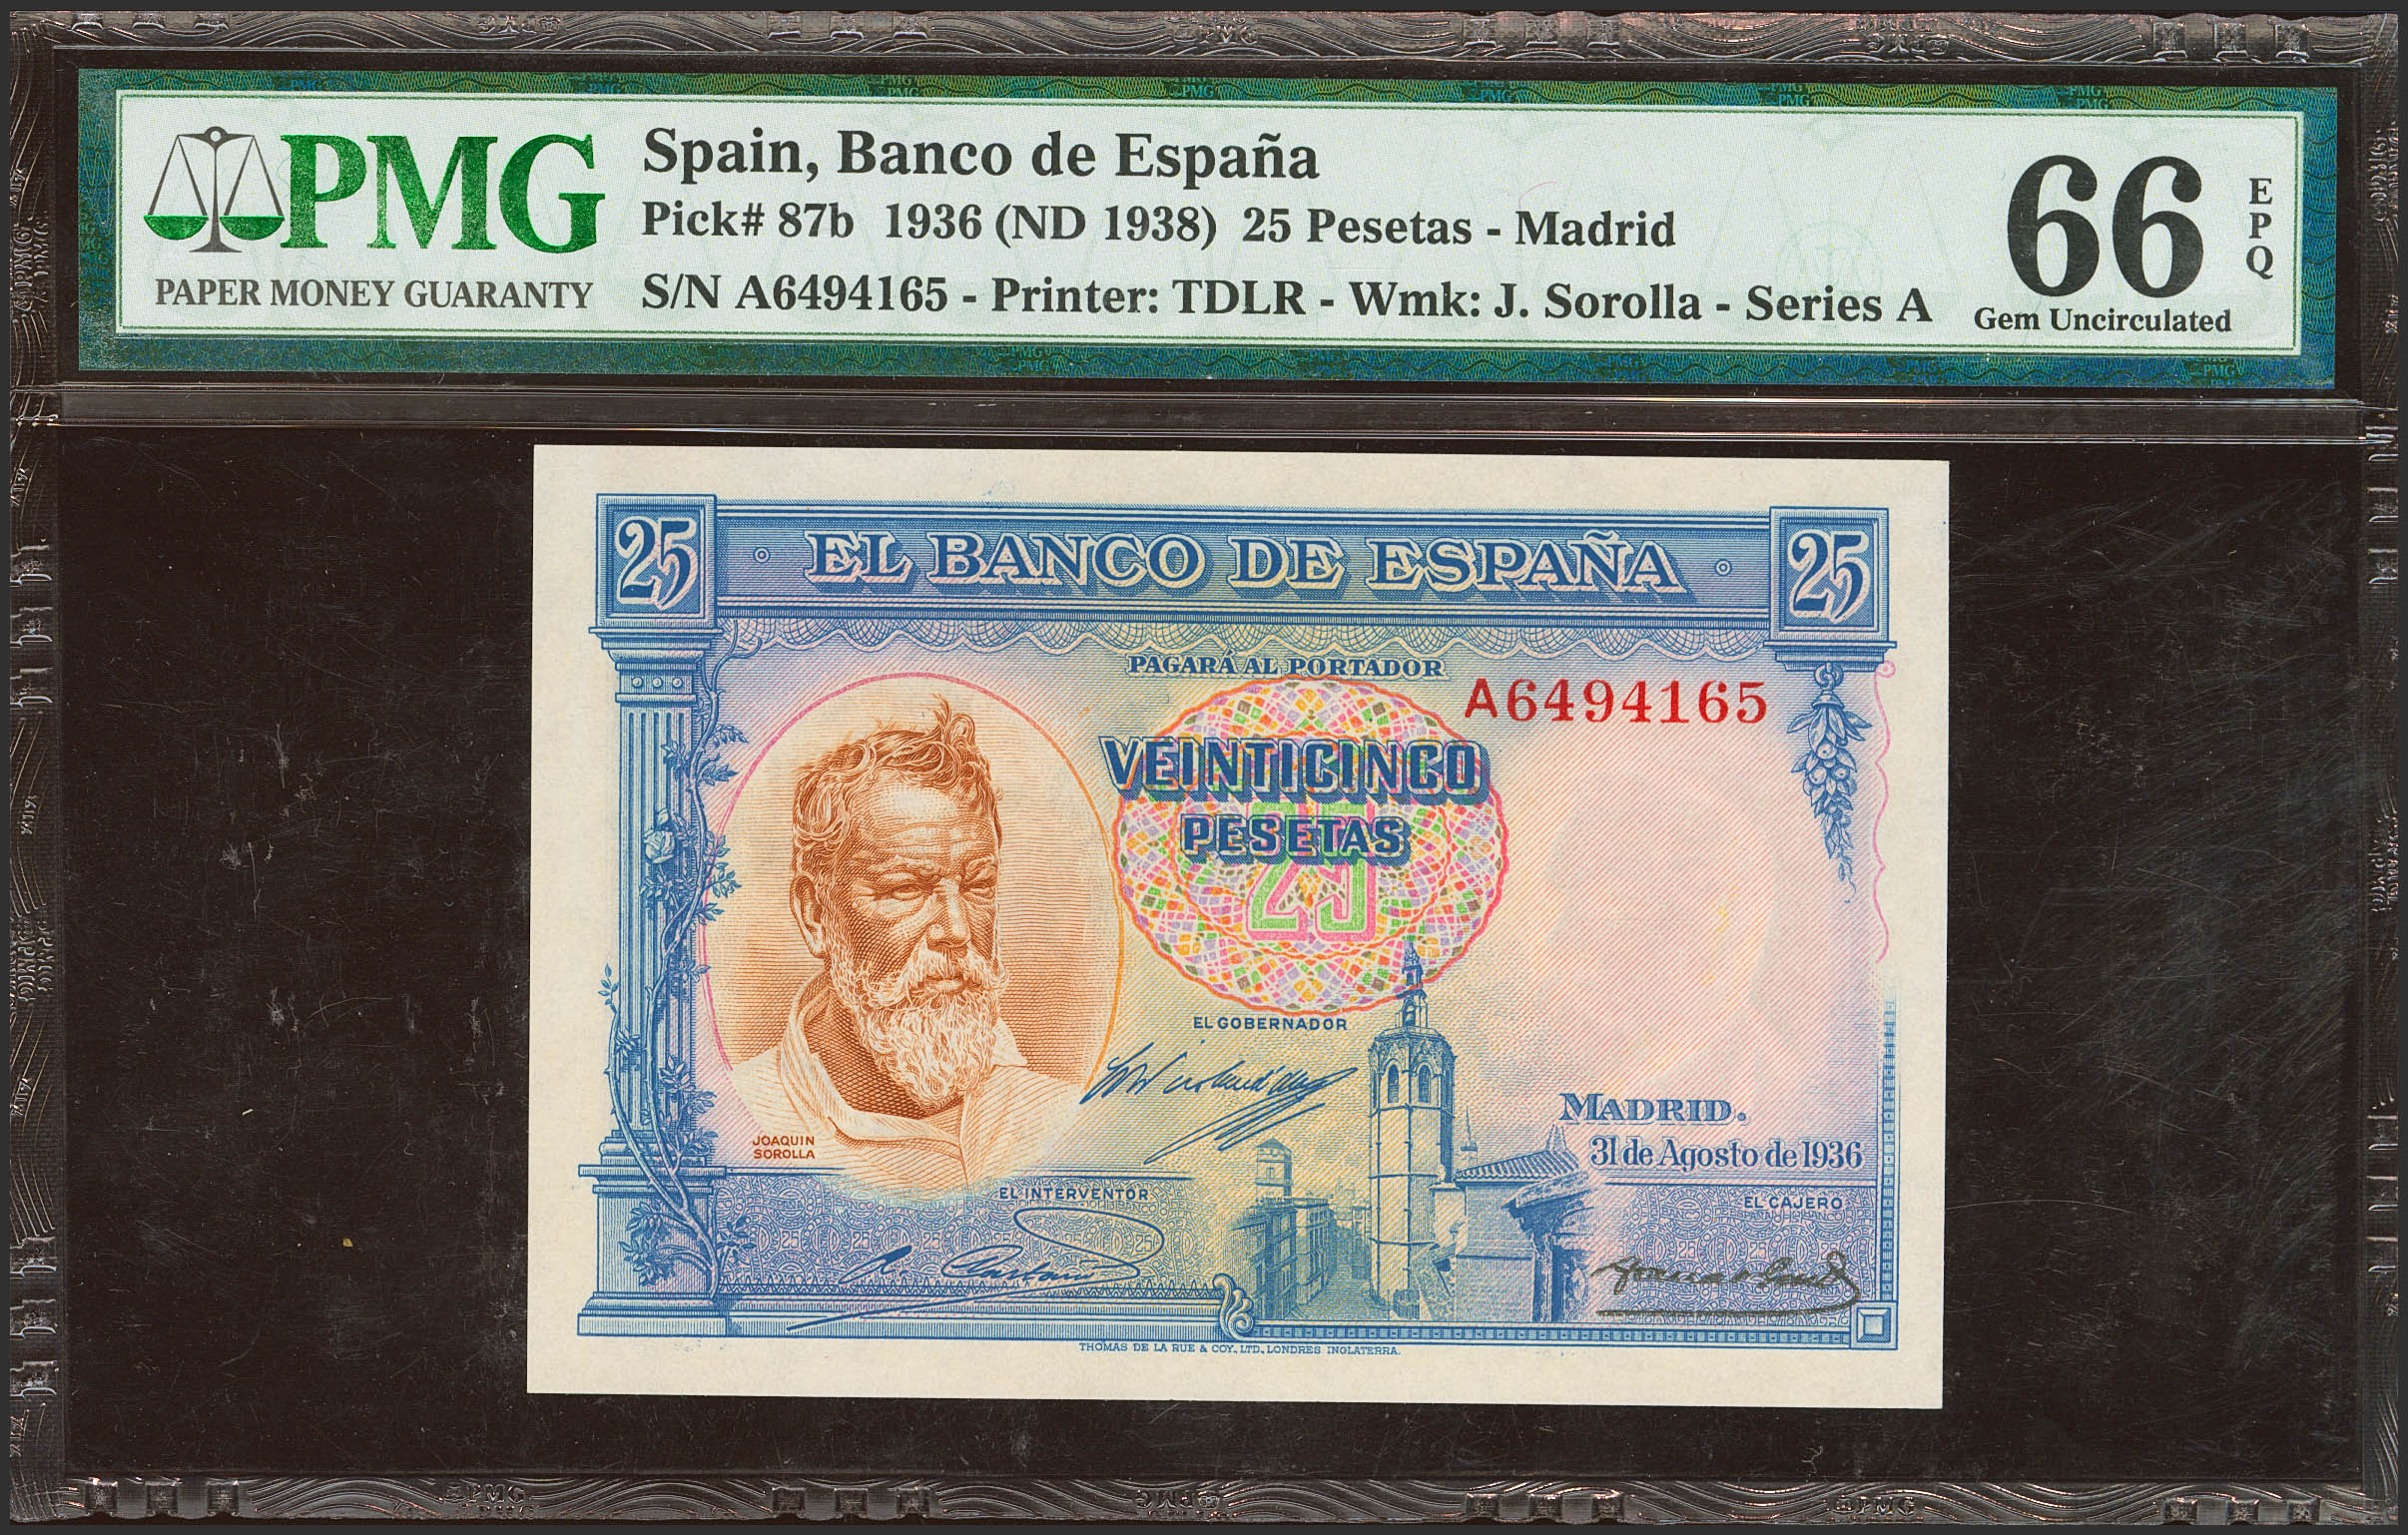 PMG
PAPER MONEY GUARANTY
Spain, Banco de España
Pick# 87b 1936 (ND 1938) 25 Pesetas - Madrid
S/N A6494165 - Printer: TDLR - Wmk: J. Sorolla - Series A
66
EPQ
Gem Uncirculated
25 EL BANCO DE ESPAÑA 25
PAGARÁ AL PORTADOR
A6494165
VEINTICINCO
PESETAS
25
EL GOBERNADOR
MADRID.
31 de Agosto de 1936
JOAQUIN
SOROLLA
EL INTERVENTOR
EL CAJERO
THOMAS DE LA RUE & COY., LTD., LONDRES INGLATERRA.